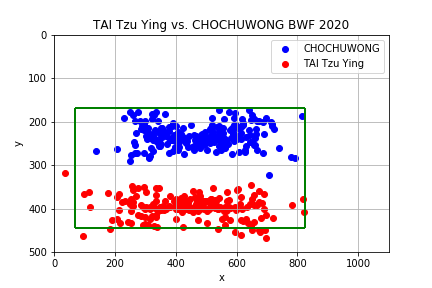 TAI Tzu Ying vs. CHOCHUWONG BWF 2020
CHOCHUWONG
TAI Tzu Ying
0
100
200
300
400
500
y
0 200 400 600 800 1000
x